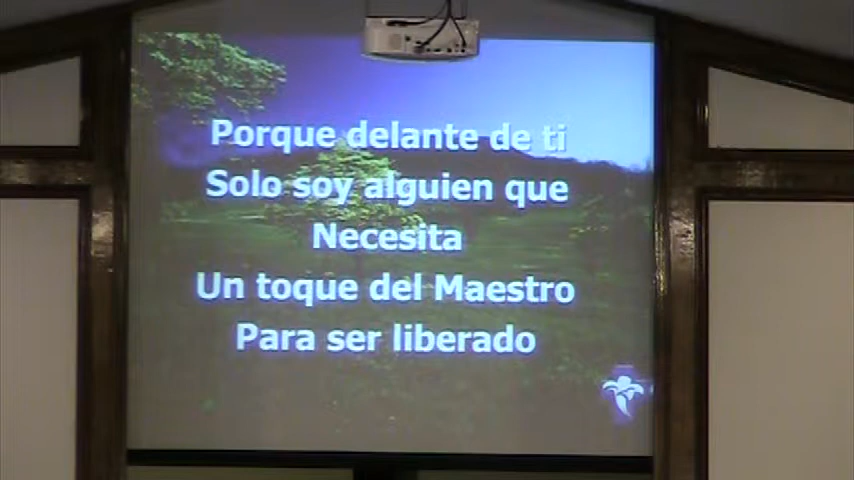 Porque delante de ti
Solo soy alguien que
Necesita
Un toque del Maestro
Para ser liberado